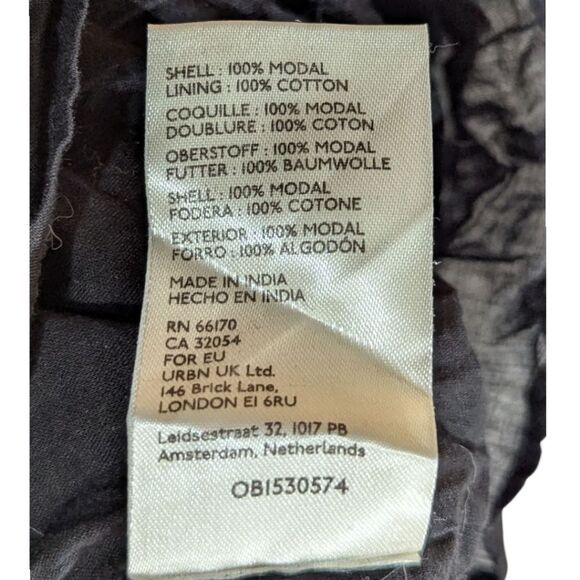 SHELL : 100% MODAL
LINING : 100% COTTON
COQUILLE : 100% MODAL
DOUBLURE : 100% COTON
OBERSTOFF : 100% MODAL
FUTTER : 100% BAUMWOLLE
SHELL : 100% MODAL
FODERA : 100% COTONE
EXTERIOR : 100% MODAL
FORRO : 100% ALGODÓN
MADE IN INDIA
HECHO EN INDIA
RN 66170
CA 32054
FOR EU
URBN UK Ltd.
146 Brick Lane,
LONDON E1 6RU
Leidsestraat 32, 1017 PB
Amsterdam, Netherlands
OB1530574